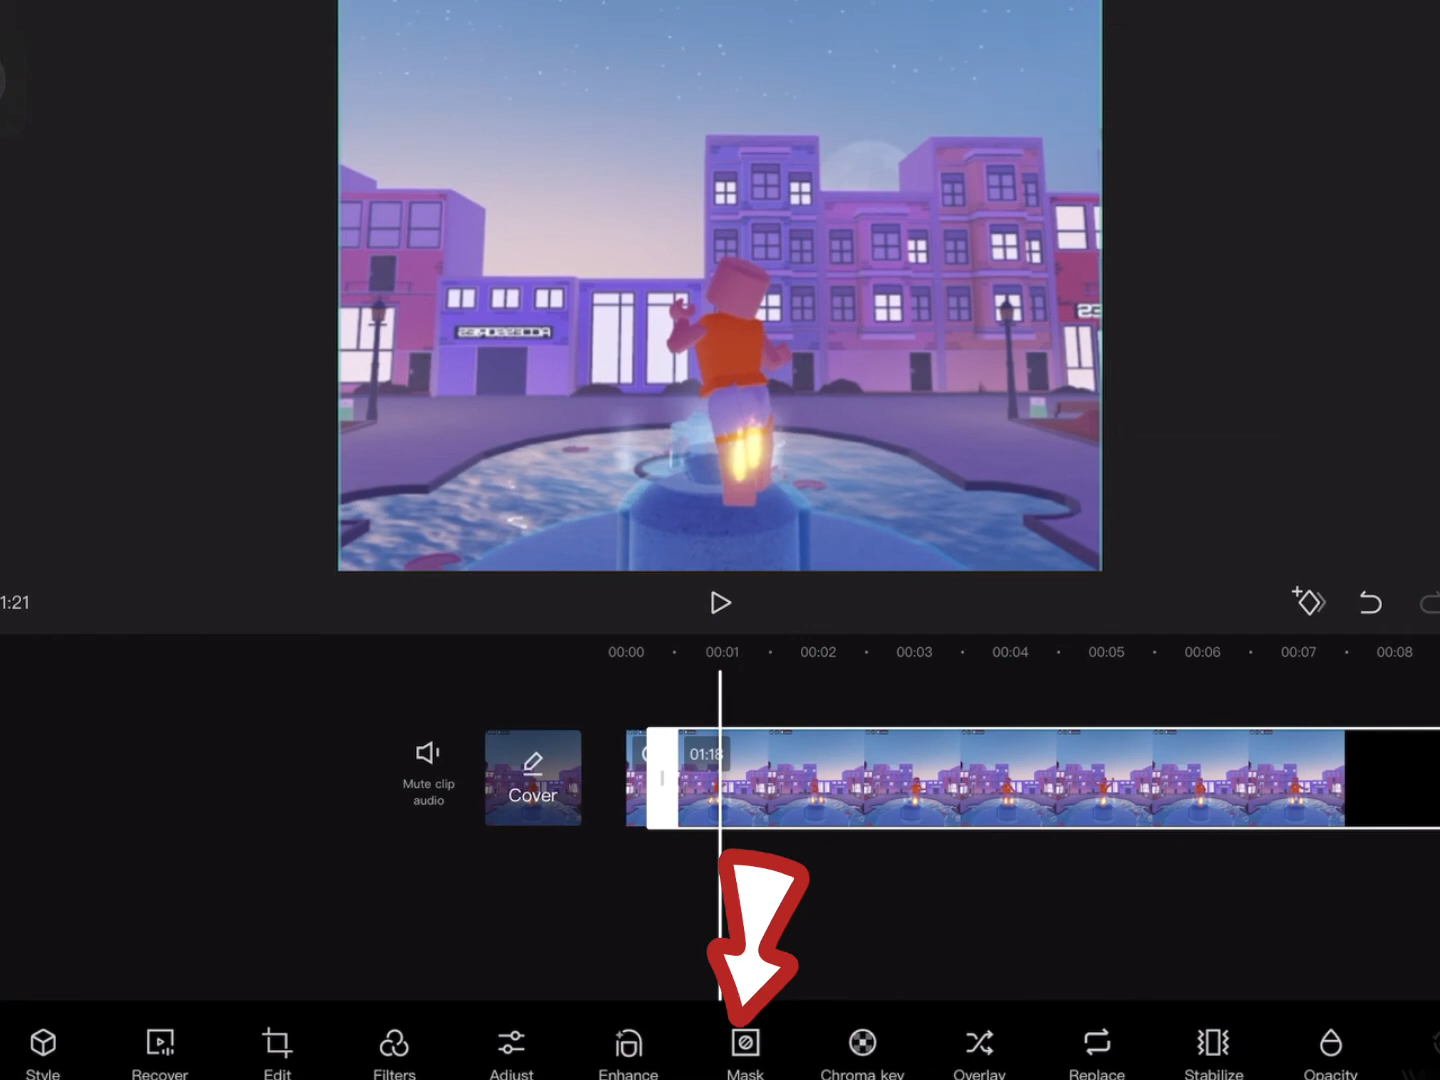 1:21
00:00 00:01 00:02 00:03 00:04 00:05 00:06 00:07 00:08
01:18
Mute clip
audio
Cover
Style Recover Edit Filters Adjust Enhance Mask Chroma key Overlay Replace Stabilize Opacity